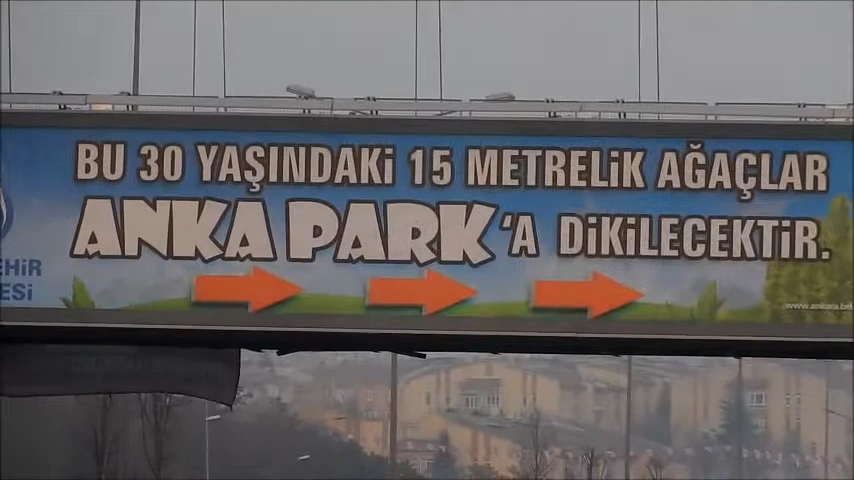 BU 30 YAŞINDAKİ 15 METRELİK AĞAÇLAR
ANKA PARK'A DİKİLECEKTİR.